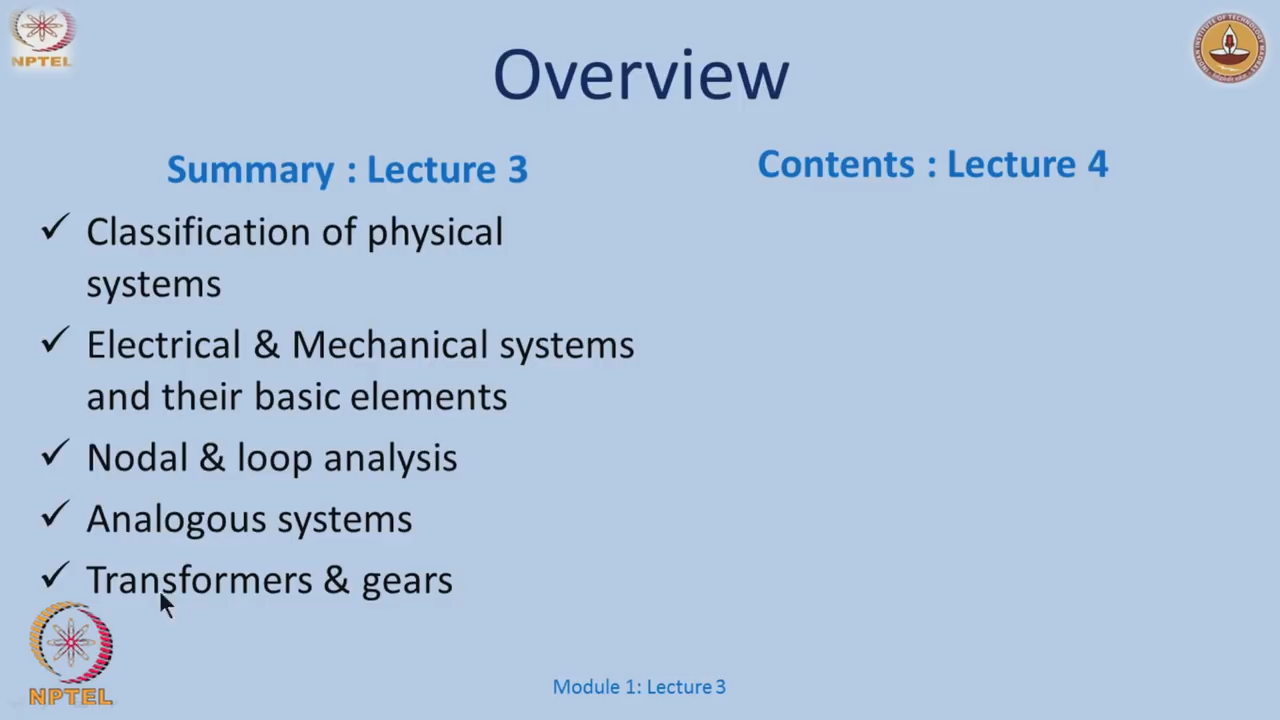 NPTEL
Overview
Summary : Lecture 3
Classification of physical
systems
Electrical & Mechanical systems
and their basic elements
Nodal & loop analysis
Analogous systems
Transformers & gears
Contents : Lecture 4
NPTEL
Module 1: Lecture 3